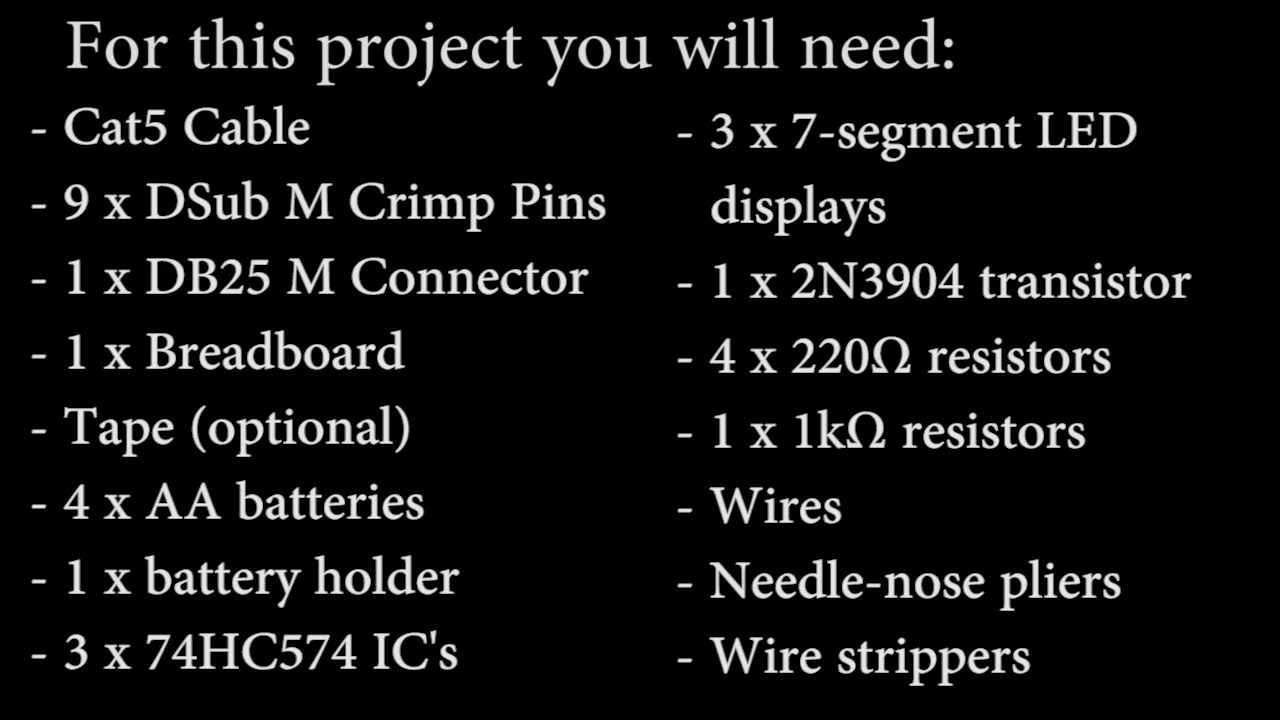 For this project you will need:
- Cat5 Cable
- 9 x DSub M Crimp Pins
- 1 x DB25 M Connector
- 1 x Breadboard
- Tape (optional)
- 4 x AA batteries
- 1 x battery holder
- 3 x 74HC574 IC's
- 3 x 7-segment LED
displays
- 1 x 2N3904 transistor
- 4 x 220Ω resistors
- 1 x 1kΩ resistors
- Wires
- Needle-nose pliers
- Wire strippers